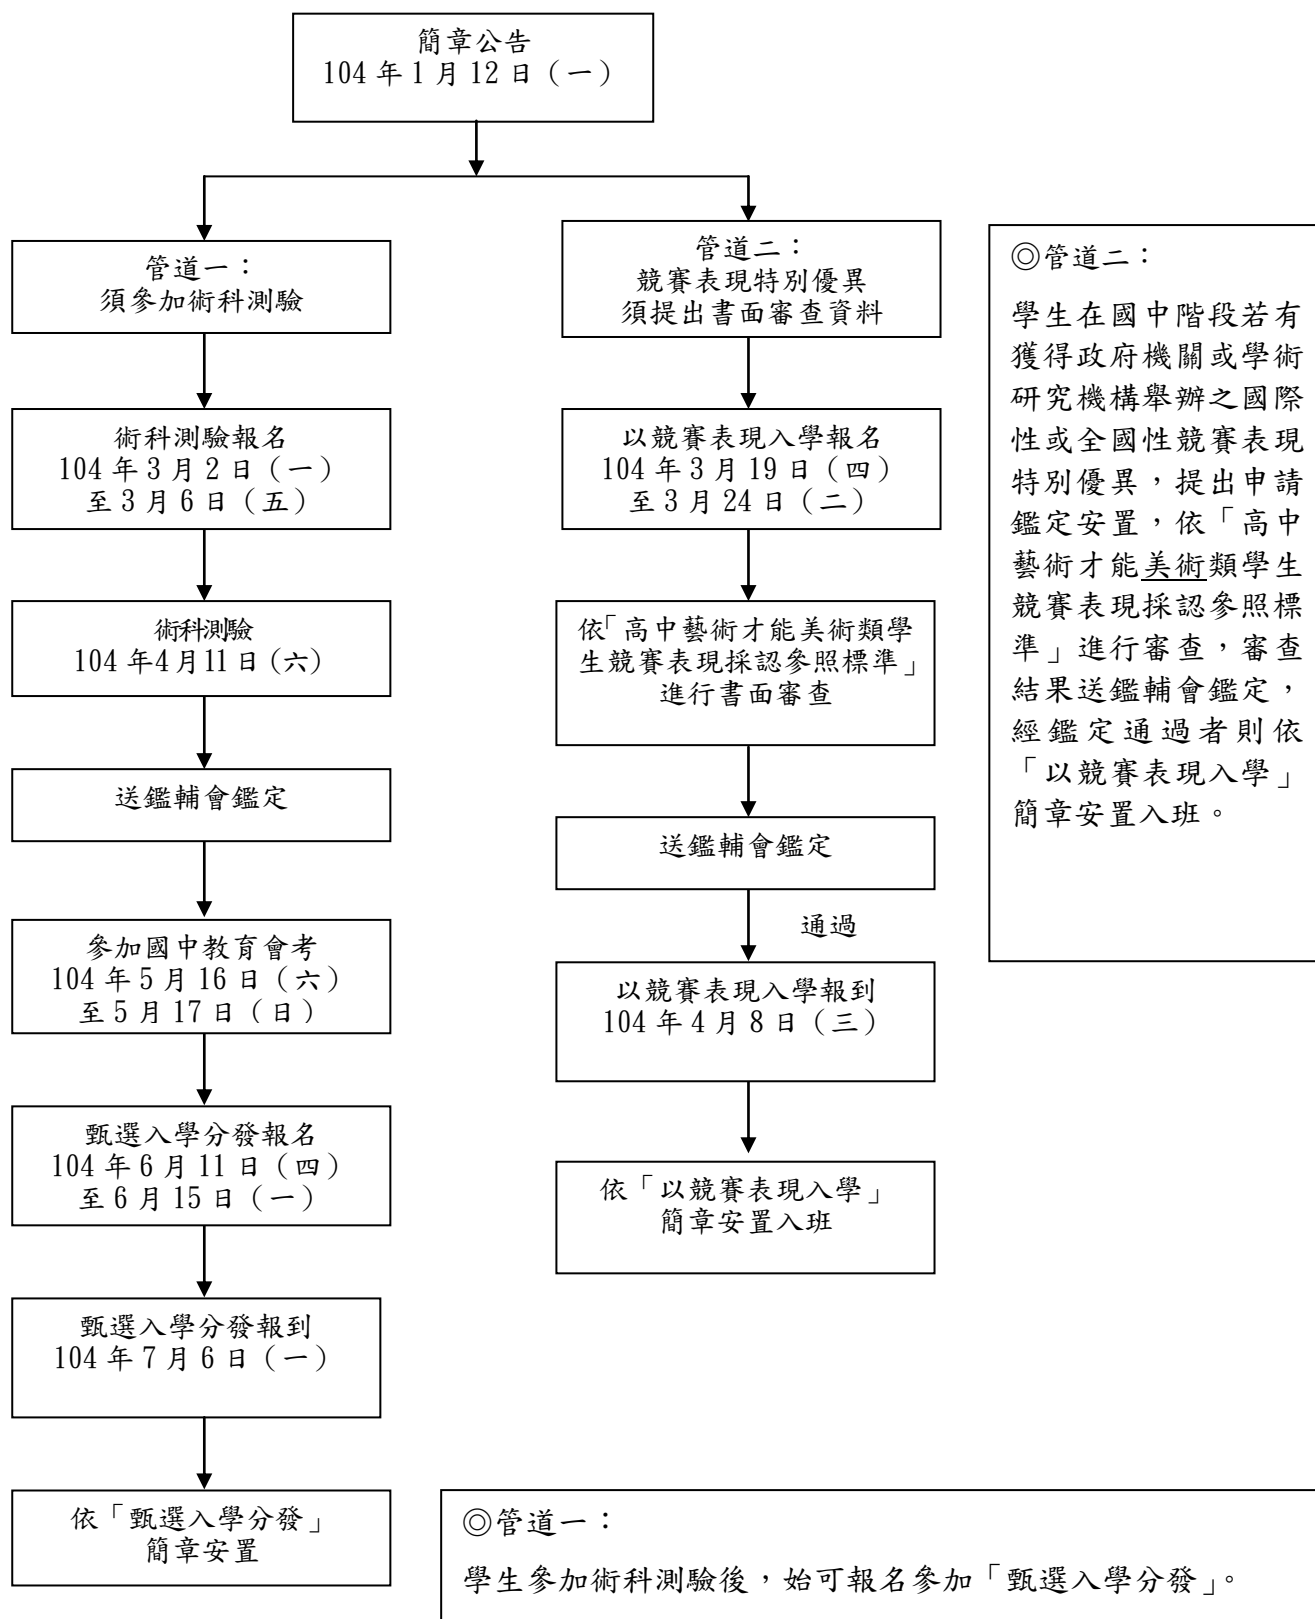 簡章公告
104 年 1 月 12 日（一）
管道一：
須參加術科測驗
術科測驗報名
104 年 3 月 2 日（一）
至 3 月 6 日（五）
術科測驗
104 年4 月 11 日 (六)
送鑑輔會鑑定
參加國中教育會考
104 年 5 月 16 日（六）
至 5 月 17 日（日）
甄選入學分發報名
104 年 6 月 11 日（四）
至 6 月 15 日（一）
甄選入學分發報到
104 年 7 月 6 日（一）
依「甄選入學分發」
簡章安置
管道二：
競賽表現特別優異
須提出書面審查資料
以競賽表現入學報名
104 年 3 月 19 日（四）
至 3 月 24 日（二）
依「高中藝術才能美術類學
生競賽表現採認參照標準」
進行書面審查
送鑑輔會鑑定
通過
以競賽表現入學報到
104 年 4 月 8 日（三）
依「以競賽表現入學」
簡章安置入班
◎管道二：
學生在國中階段若有
獲得政府機關或學術
研究機構舉辦之國際
性或全國性競賽表現
特別優異，提出申請
鑑定安置，依「高中
藝術才能美術類學生
競賽表現採認參照標
準」進行審查，審查
結果送鑑輔會鑑定，
經鑑定通過者則依
「以競賽表現入學」
簡章安置入班。
◎管道一：
學生參加術科測驗後，始可報名參加「甄選入學分發」。